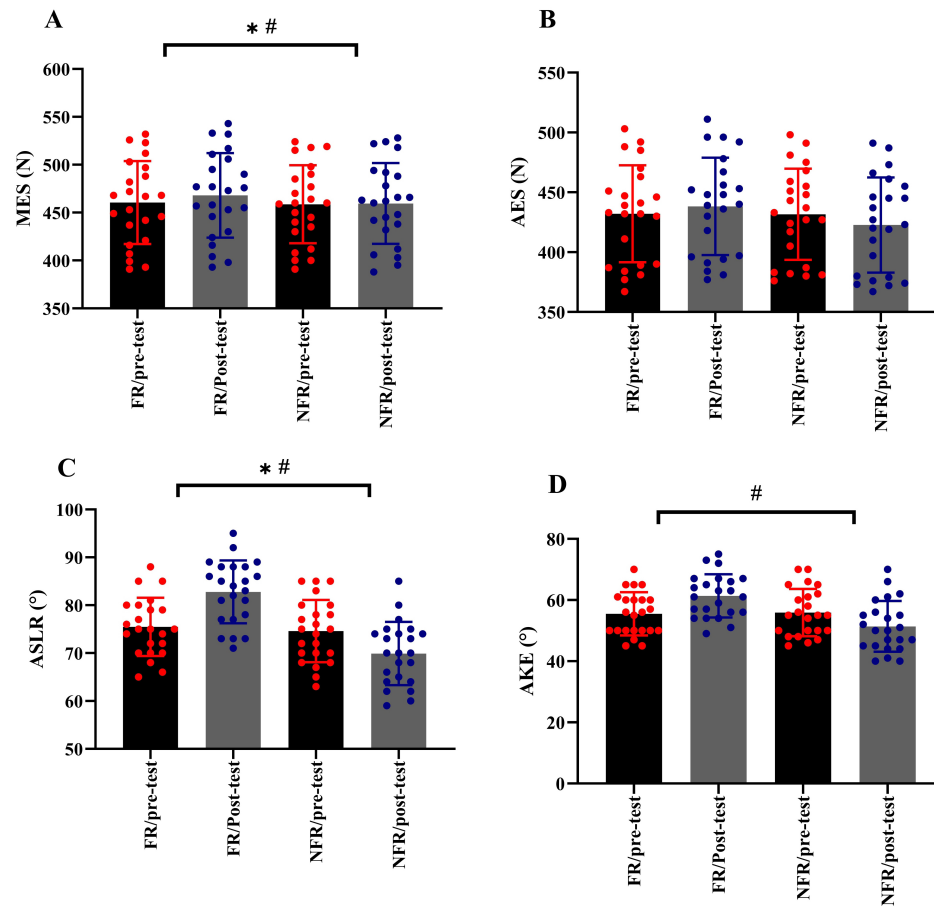 A
* #
MES (N)
600
550
500
450
400
350
FR/pre-test
FR/Post-test
NFR/pre-test
NFR/post-test
B
AES (N)
550
500
450
400
350
FR/pre-test
FR/Post-test
NFR/pre-test
NFR/post-test
C
* #
ASLR (°)
100
90
80
70
60
50
FR/pre-test
FR/Post-test
NFR/pre-test
NFR/post-test
D
#
AKE (°)
80
60
40
20
0
FR/pre-test
FR/Post-test
NFR/pre-test
NFR/post-test